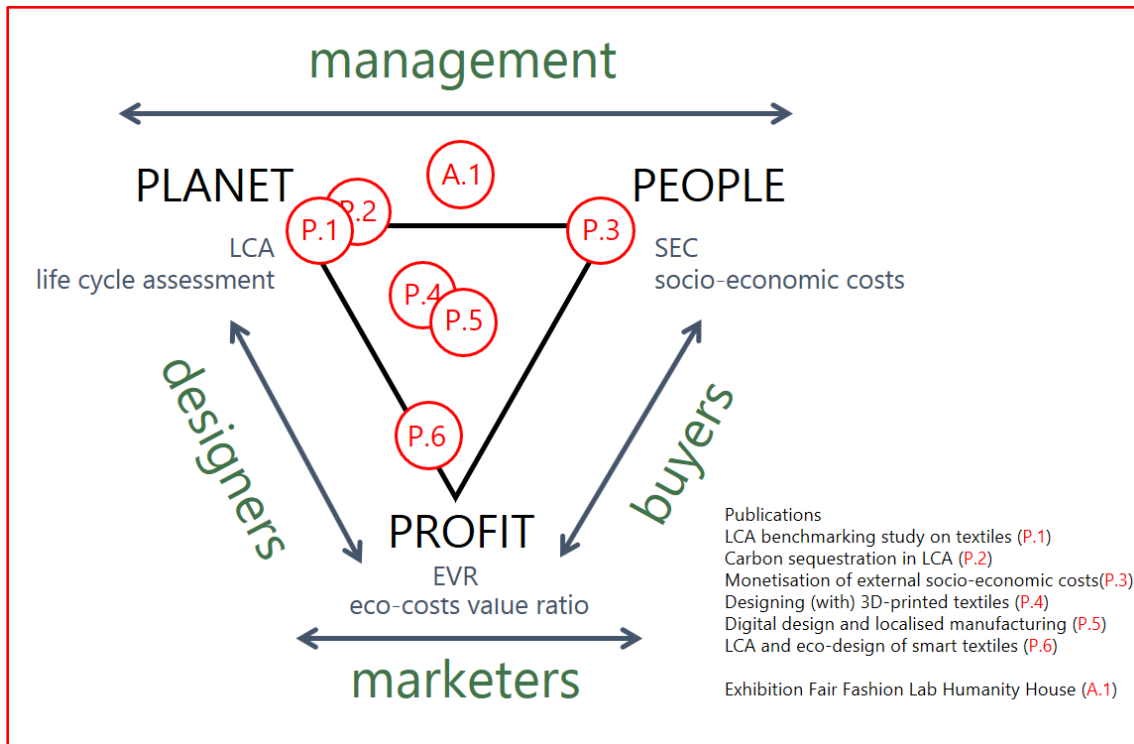 management
PLANET
A.1
PEOPLE
P.2
P.1
P.3
LCA
life cycle assessment
SEC
socio-economic costs
P.4
P.5
designers
buyers
P.6
PROFIT
EVR
eco-costs value ratio
marketers
Publications
LCA benchmarking study on textiles (P.1)
Carbon sequestration in LCA (P.2)
Monetisation of external socio-economic costs(P.3)
Designing (with) 3D-printed textiles (P.4)
Digital design and localised manufacturing (P.5)
LCA and eco-design of smart textiles (P.6)
Exhibition Fair Fashion Lab Humanity House (A.1)